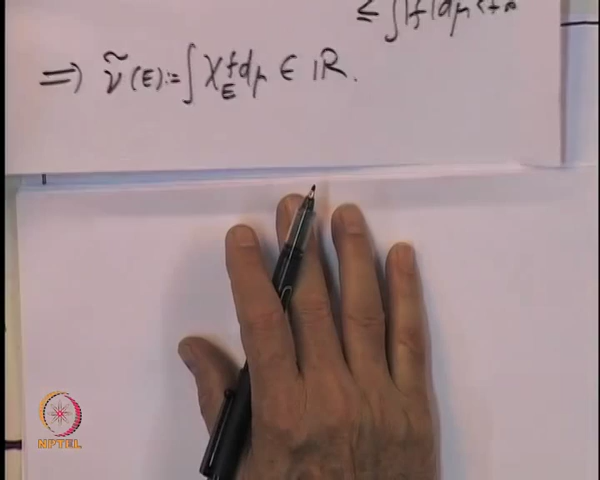 ≤ ∫|f|dμ < +∞
⇒ ν̃(E) := ∫ χ_E f dμ ∈ ℝ.
NPTEL